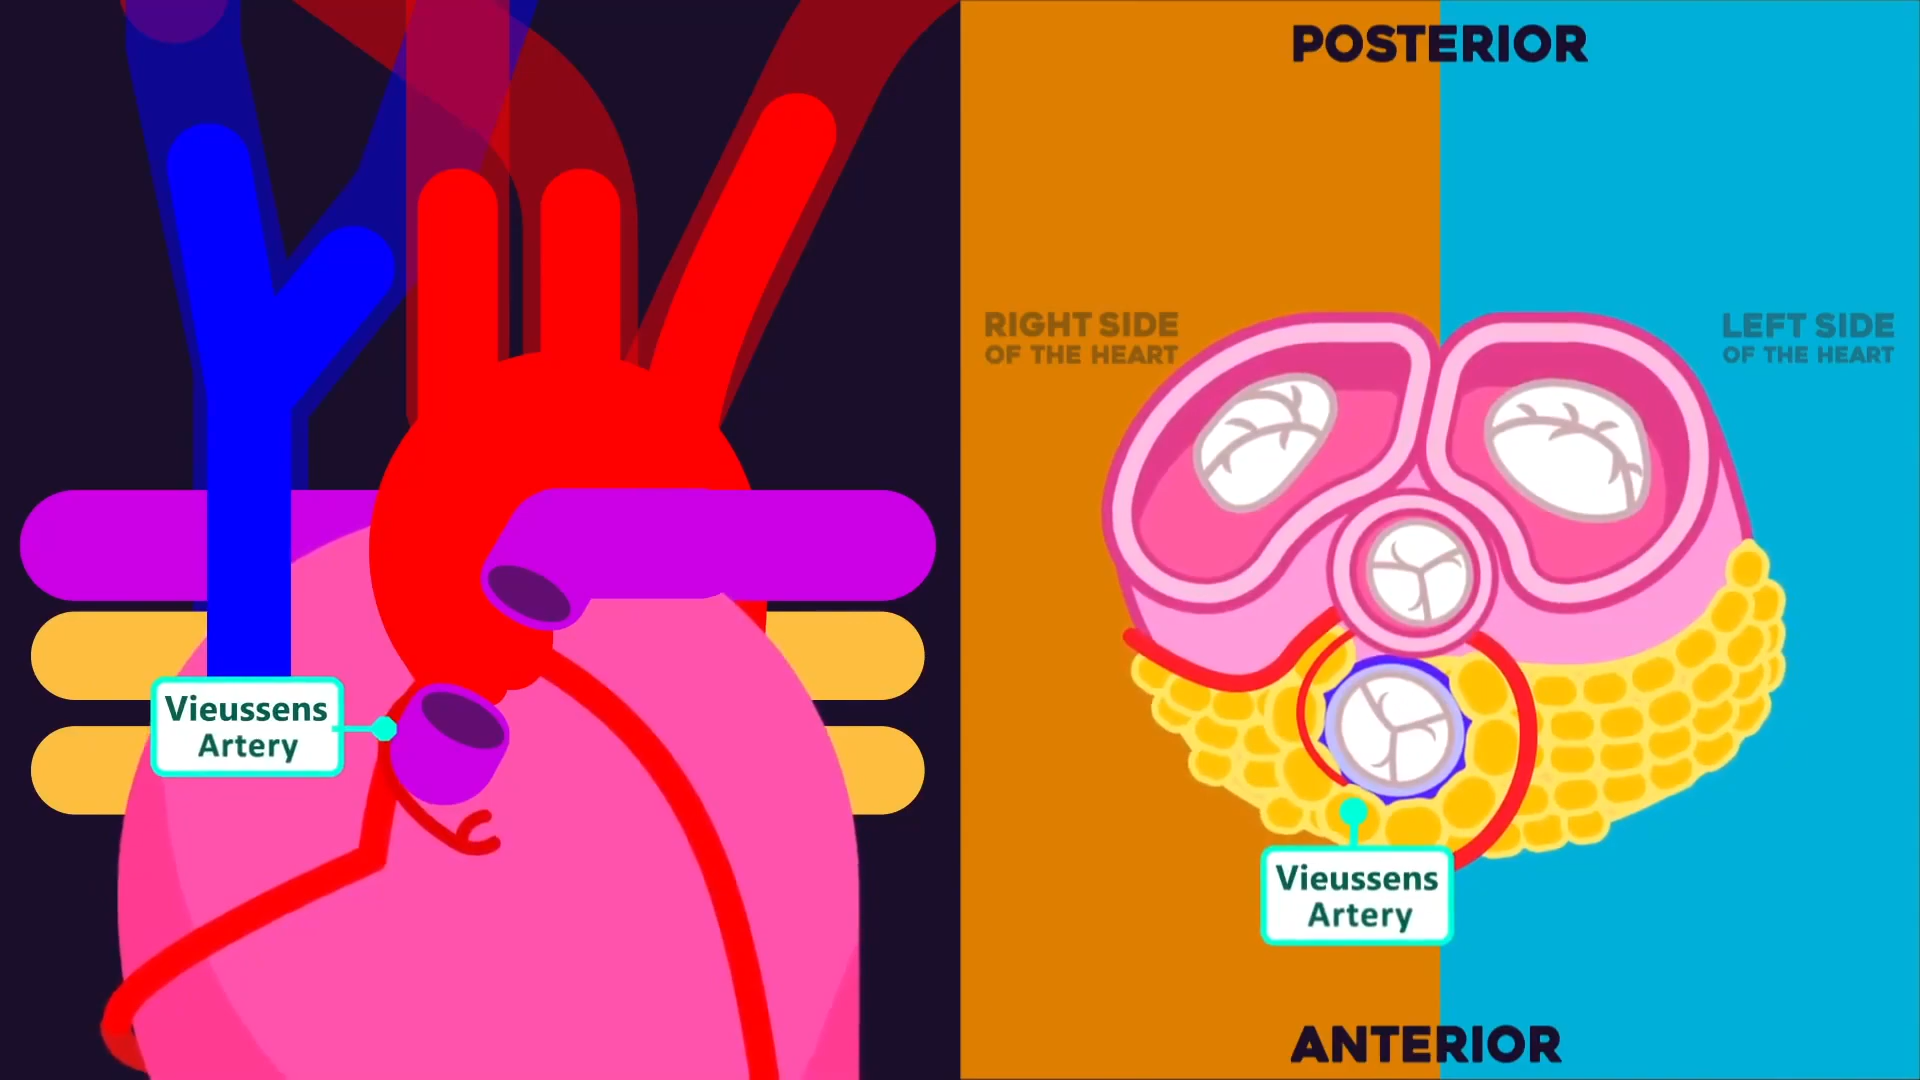 POSTERIOR
RIGHT SIDE
OF THE HEART
LEFT SIDE
OF THE HEART
Vieussens
Artery
Vieussens
Artery
ANTERIOR